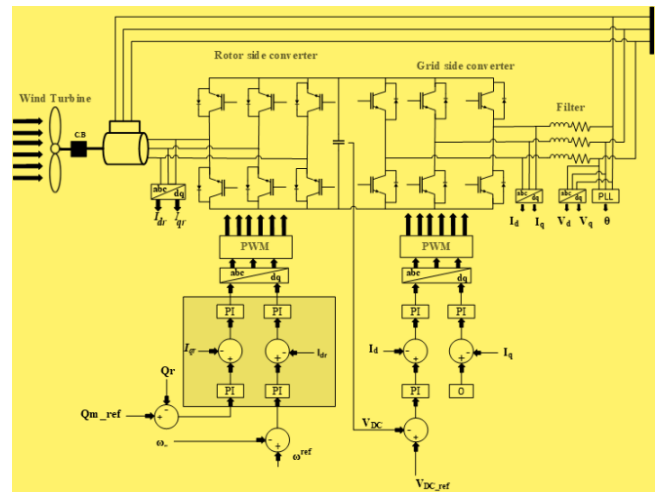 Rotor side converter
Grid side converter
Wind Turbine
C.B
Filter
abc
dq
Idr
Iqr
abc
dq
abc
dq
PLL
Id
Iq
Vd
Vq
θ
PWM
PWM
abc
dq
abc
dq
PI
PI
PI
PI
Iqr
Idr
Id
Iq
PI
PI
PI
O
Qr
Qm_ref
VDC
ωref
VDC_ref